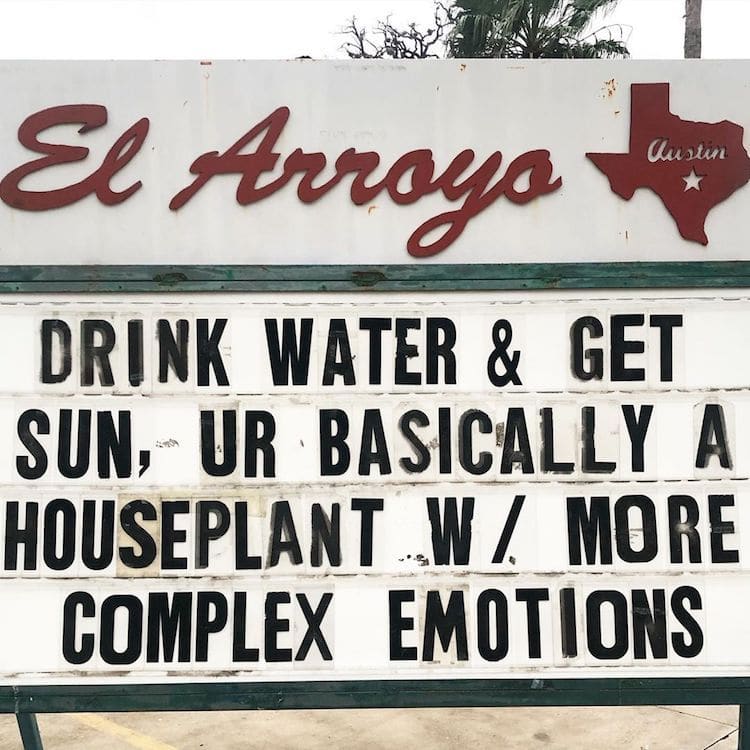 El Arroyo
Austin
DRINK WATER & GET
SUN, UR BASICALLY A
HOUSEPLANT W/ MORE
COMPLEX EMOTIONS